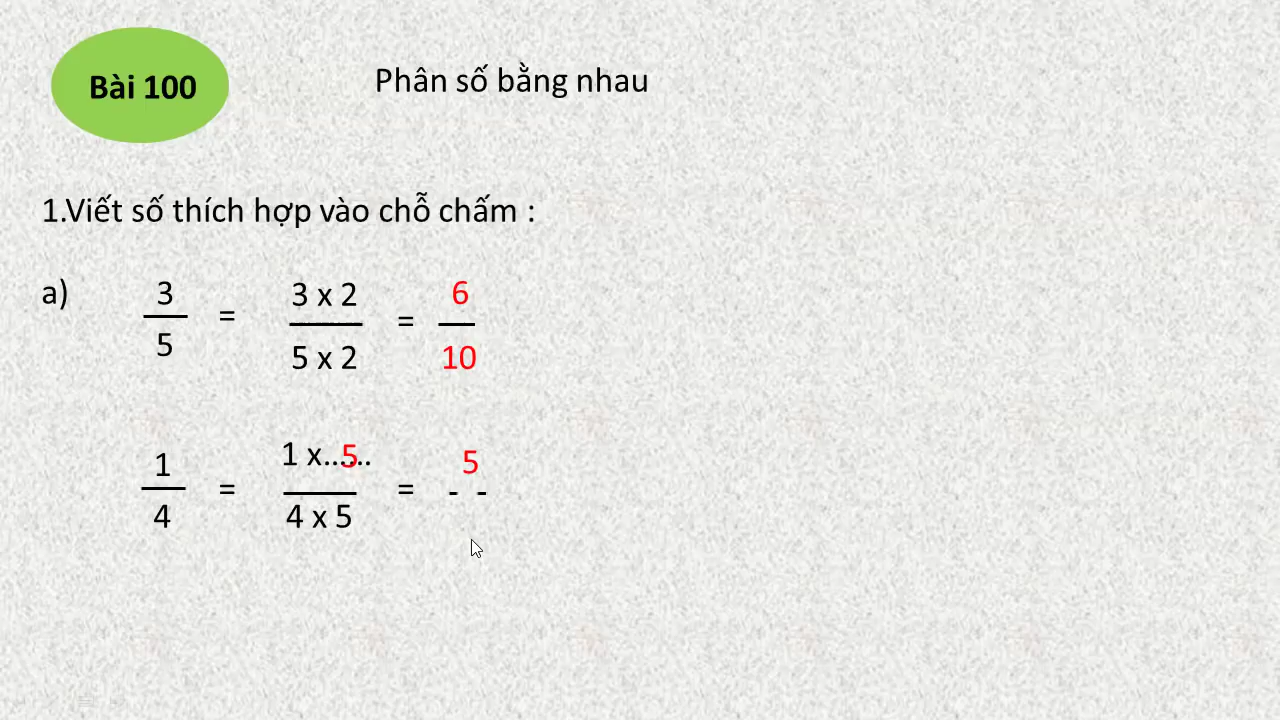 Bài 100
Phân số bằng nhau
1.Viết số thích hợp vào chỗ chấm :
a) 3/5 = 3 x 2/5 x 2 = 6/10
1/4 = 1 x...5.../4 x 5 = 5